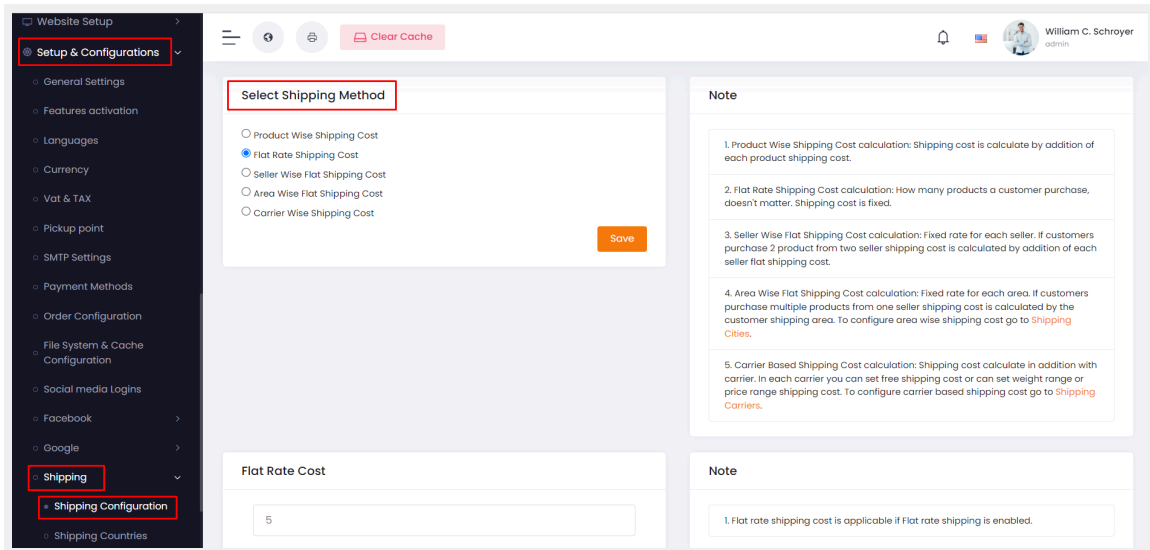 Website Setup
Setup & Configurations
General Settings
Features activation
Languages
Currency
Vat & TAX
Pickup point
SMTP Settings
Payment Methods
Order Configuration
File System & Cache
Configuration
Social media Logins
Facebook
Google
Shipping
Shipping Configuration
Shipping Countries
Clear Cache
William C. Schroyer
admin
Select Shipping Method
Product Wise Shipping Cost
Flat Rate Shipping Cost
Seller Wise Flat Shipping Cost
Area Wise Flat Shipping Cost
Carrier Wise Shipping Cost
Save
Note
1. Product Wise Shipping Cost calculation: Shipping cost is calculate by addition of
each product shipping cost.
2. Flat Rate Shipping Cost calculation: How many products a customer purchase,
doesn't matter. Shipping cost is fixed.
3. Seller Wise Flat Shipping Cost calculation: Fixed rate for each seller. If customers
purchase 2 product from two seller shipping cost is calculated by addition of each
seller flat shipping cost.
4. Area Wise Flat Shipping Cost calculation: Fixed rate for each area. If customers
purchase multiple products from one seller shipping cost is calculated by the
customer shipping area. To configure area wise shipping cost go to Shipping
Cities.
5. Carrier Based Shipping Cost calculation: Shipping cost calculate in addition with
carrier. In each carrier you can set free shipping cost or can set weight range or
price range shipping cost. To configure carrier based shipping cost go to Shipping
Carriers.
Flat Rate Cost
5
Note
1. Flat rate shipping cost is applicable if Flat rate shipping is enabled.